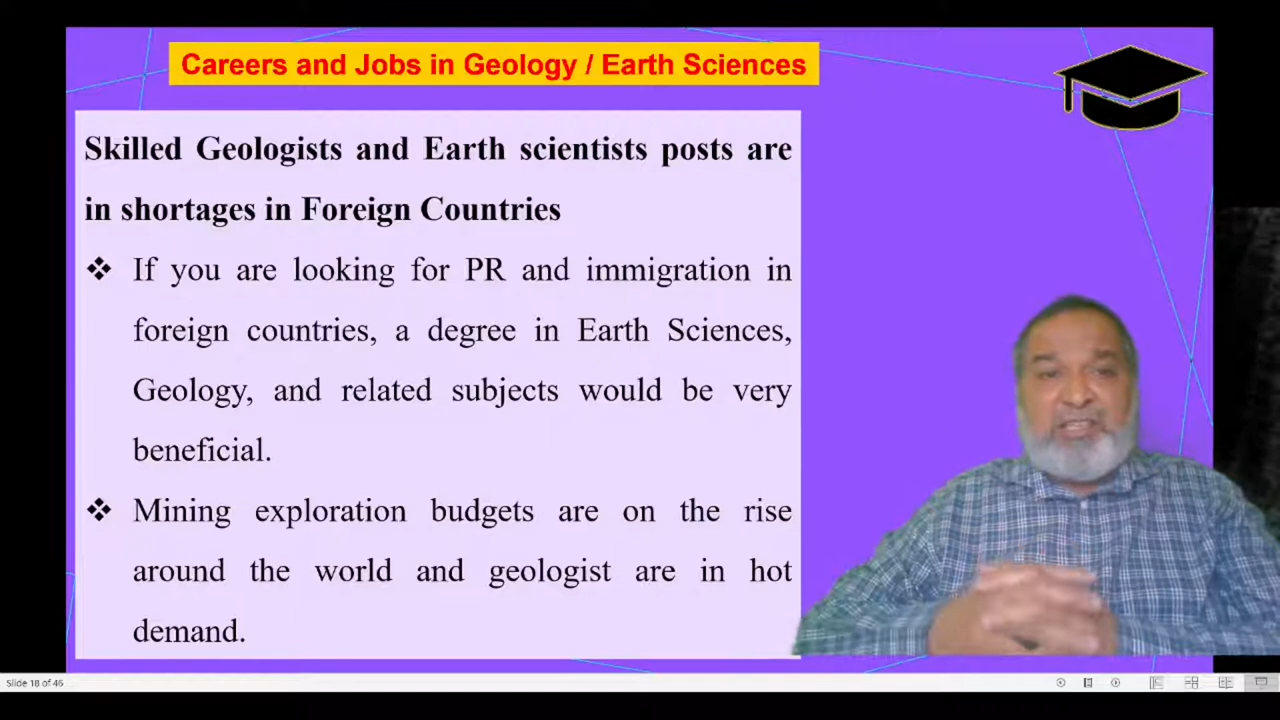 Careers and Jobs in Geology / Earth Sciences
Skilled Geologists and Earth scientists posts are
in shortages in Foreign Countries
❖ If you are looking for PR and immigration in
foreign countries, a degree in Earth Sciences,
Geology, and related subjects would be very
beneficial.
❖ Mining exploration budgets are on the rise
around the world and geologist are in hot
demand.
Slide 18 of 46